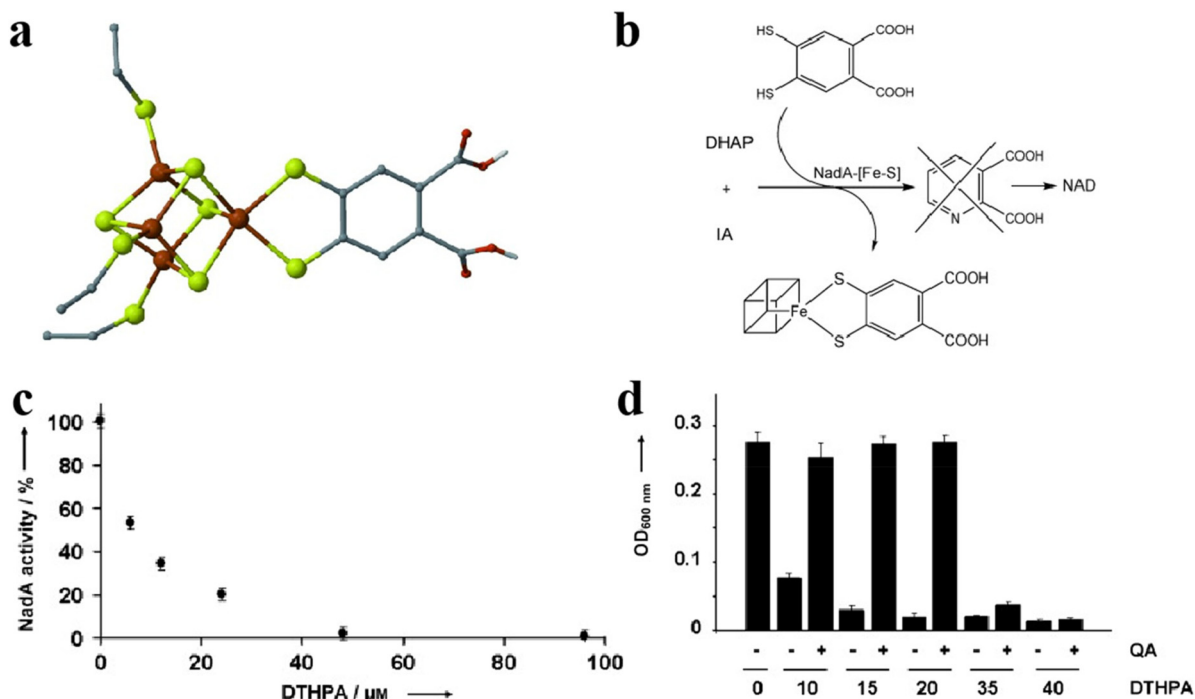 a
b
HS
COOH
HS
COOH
DHAP
+
IA
NadA-[Fe-S]
N
COOH
COOH
NAD
Fe
S
S
COOH
COOH
c
NadA activity / %
100
80
60
40
20
0
0 20 40 60 80 100
DTHPA / μM
d
OD600 nm
0.3
0.2
0.1
0
- - + - + - + - + - + QA
0 10 15 20 35 40 DTHPA